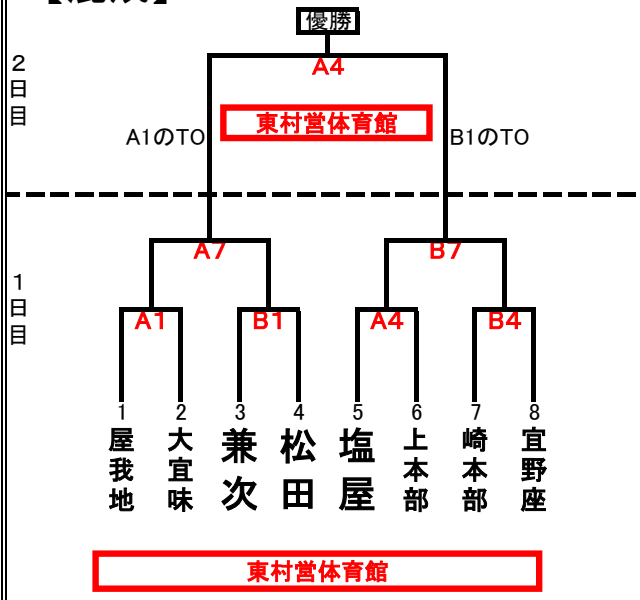 優勝
2日目
A4
東村営体育館
A1のTO
B1のTO
1日目
A7
B7
A1
B1
A4
B4
1
2
3
4
5
6
7
8
屋我地
大宜味
兼次
松田
塩屋
上本部
崎本部
宜野座
東村営体育館